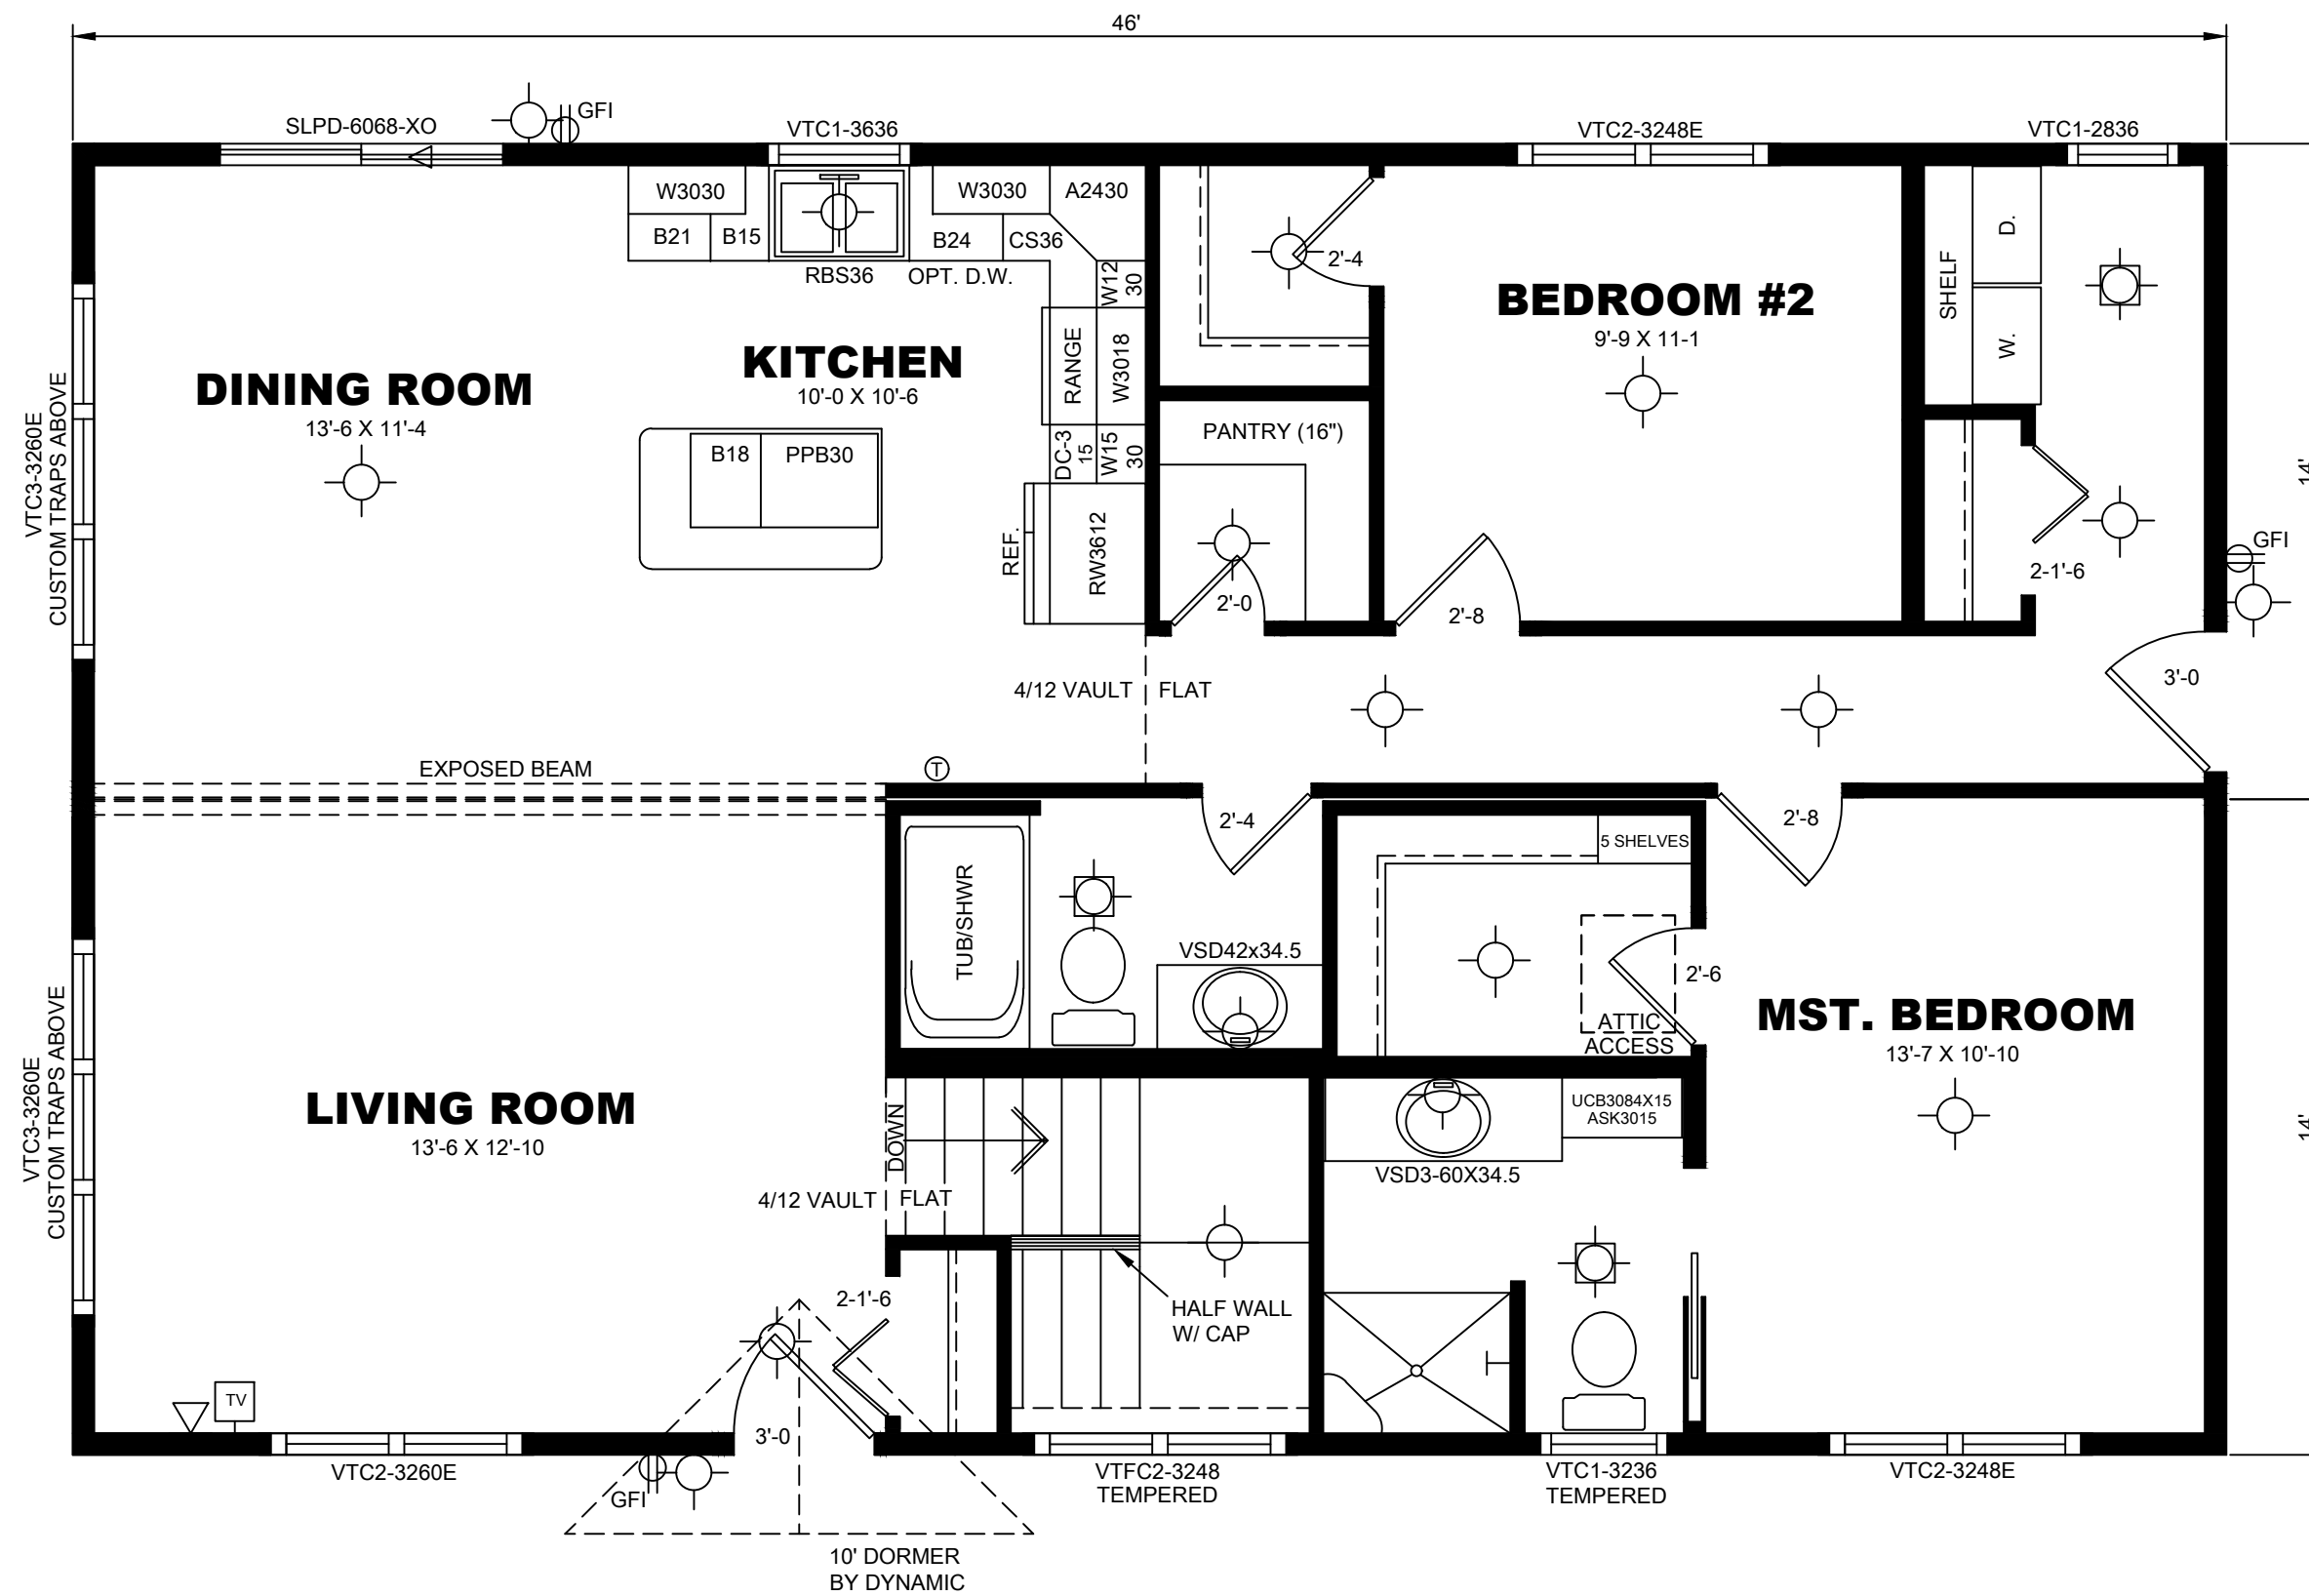 46'
SLPD-6068-XO
GFI
VTC1-3636
VTC2-3248E
VTC1-2836
W3030
B21
B15
RBS36
W3030
A2430
B24
CS36
OPT. D.W.
W12
30
RANGE
W3018
DC-3
15
W15
30
REF.
RW3612
2'-4
BEDROOM #2
9'-9 X 11-1
SHELF
D.
W.
14'
DINING ROOM
13'-6 X 11'-4
KITCHEN
10'-0 X 10'-6
B18
PPB30
PANTRY (16")
2'-0
2'-8
2-1'-6
GFI
3'-0
VTC3-3260E
CUSTOM TRAPS ABOVE
4/12 VAULT
FLAT
EXPOSED BEAM
T
2'-4
2'-8
5 SHELVES
TUB/SHWR
VSD42x34.5
2'-6
ATTIC
ACCESS
MST. BEDROOM
13'-7 X 10'-10
14'
VTC3-3260E
CUSTOM TRAPS ABOVE
LIVING ROOM
13'-6 X 12'-10
DOWN
4/12 VAULT
FLAT
UCB3084X15
ASK3015
VSD3-60X34.5
2-1'-6
HALF WALL
W/ CAP
TV
3'-0
VTC2-3260E
GFI
VTFC2-3248
TEMPERED
VTC1-3236
TEMPERED
VTC2-3248E
10' DORMER
BY DYNAMIC